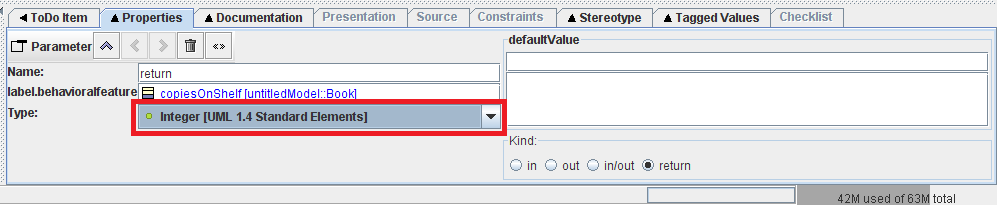 ToDo Item Properties Documentation Presentation Source Constraints Stereotype Tagged Values Checklist
Parameter
Name: return
label.behavioralfeature copiesOnShelf [untitledModel::Book]
Type: Integer [UML 1.4 Standard Elements]
defaultValue
Kind:
in out in/out return
42M used of 63M total